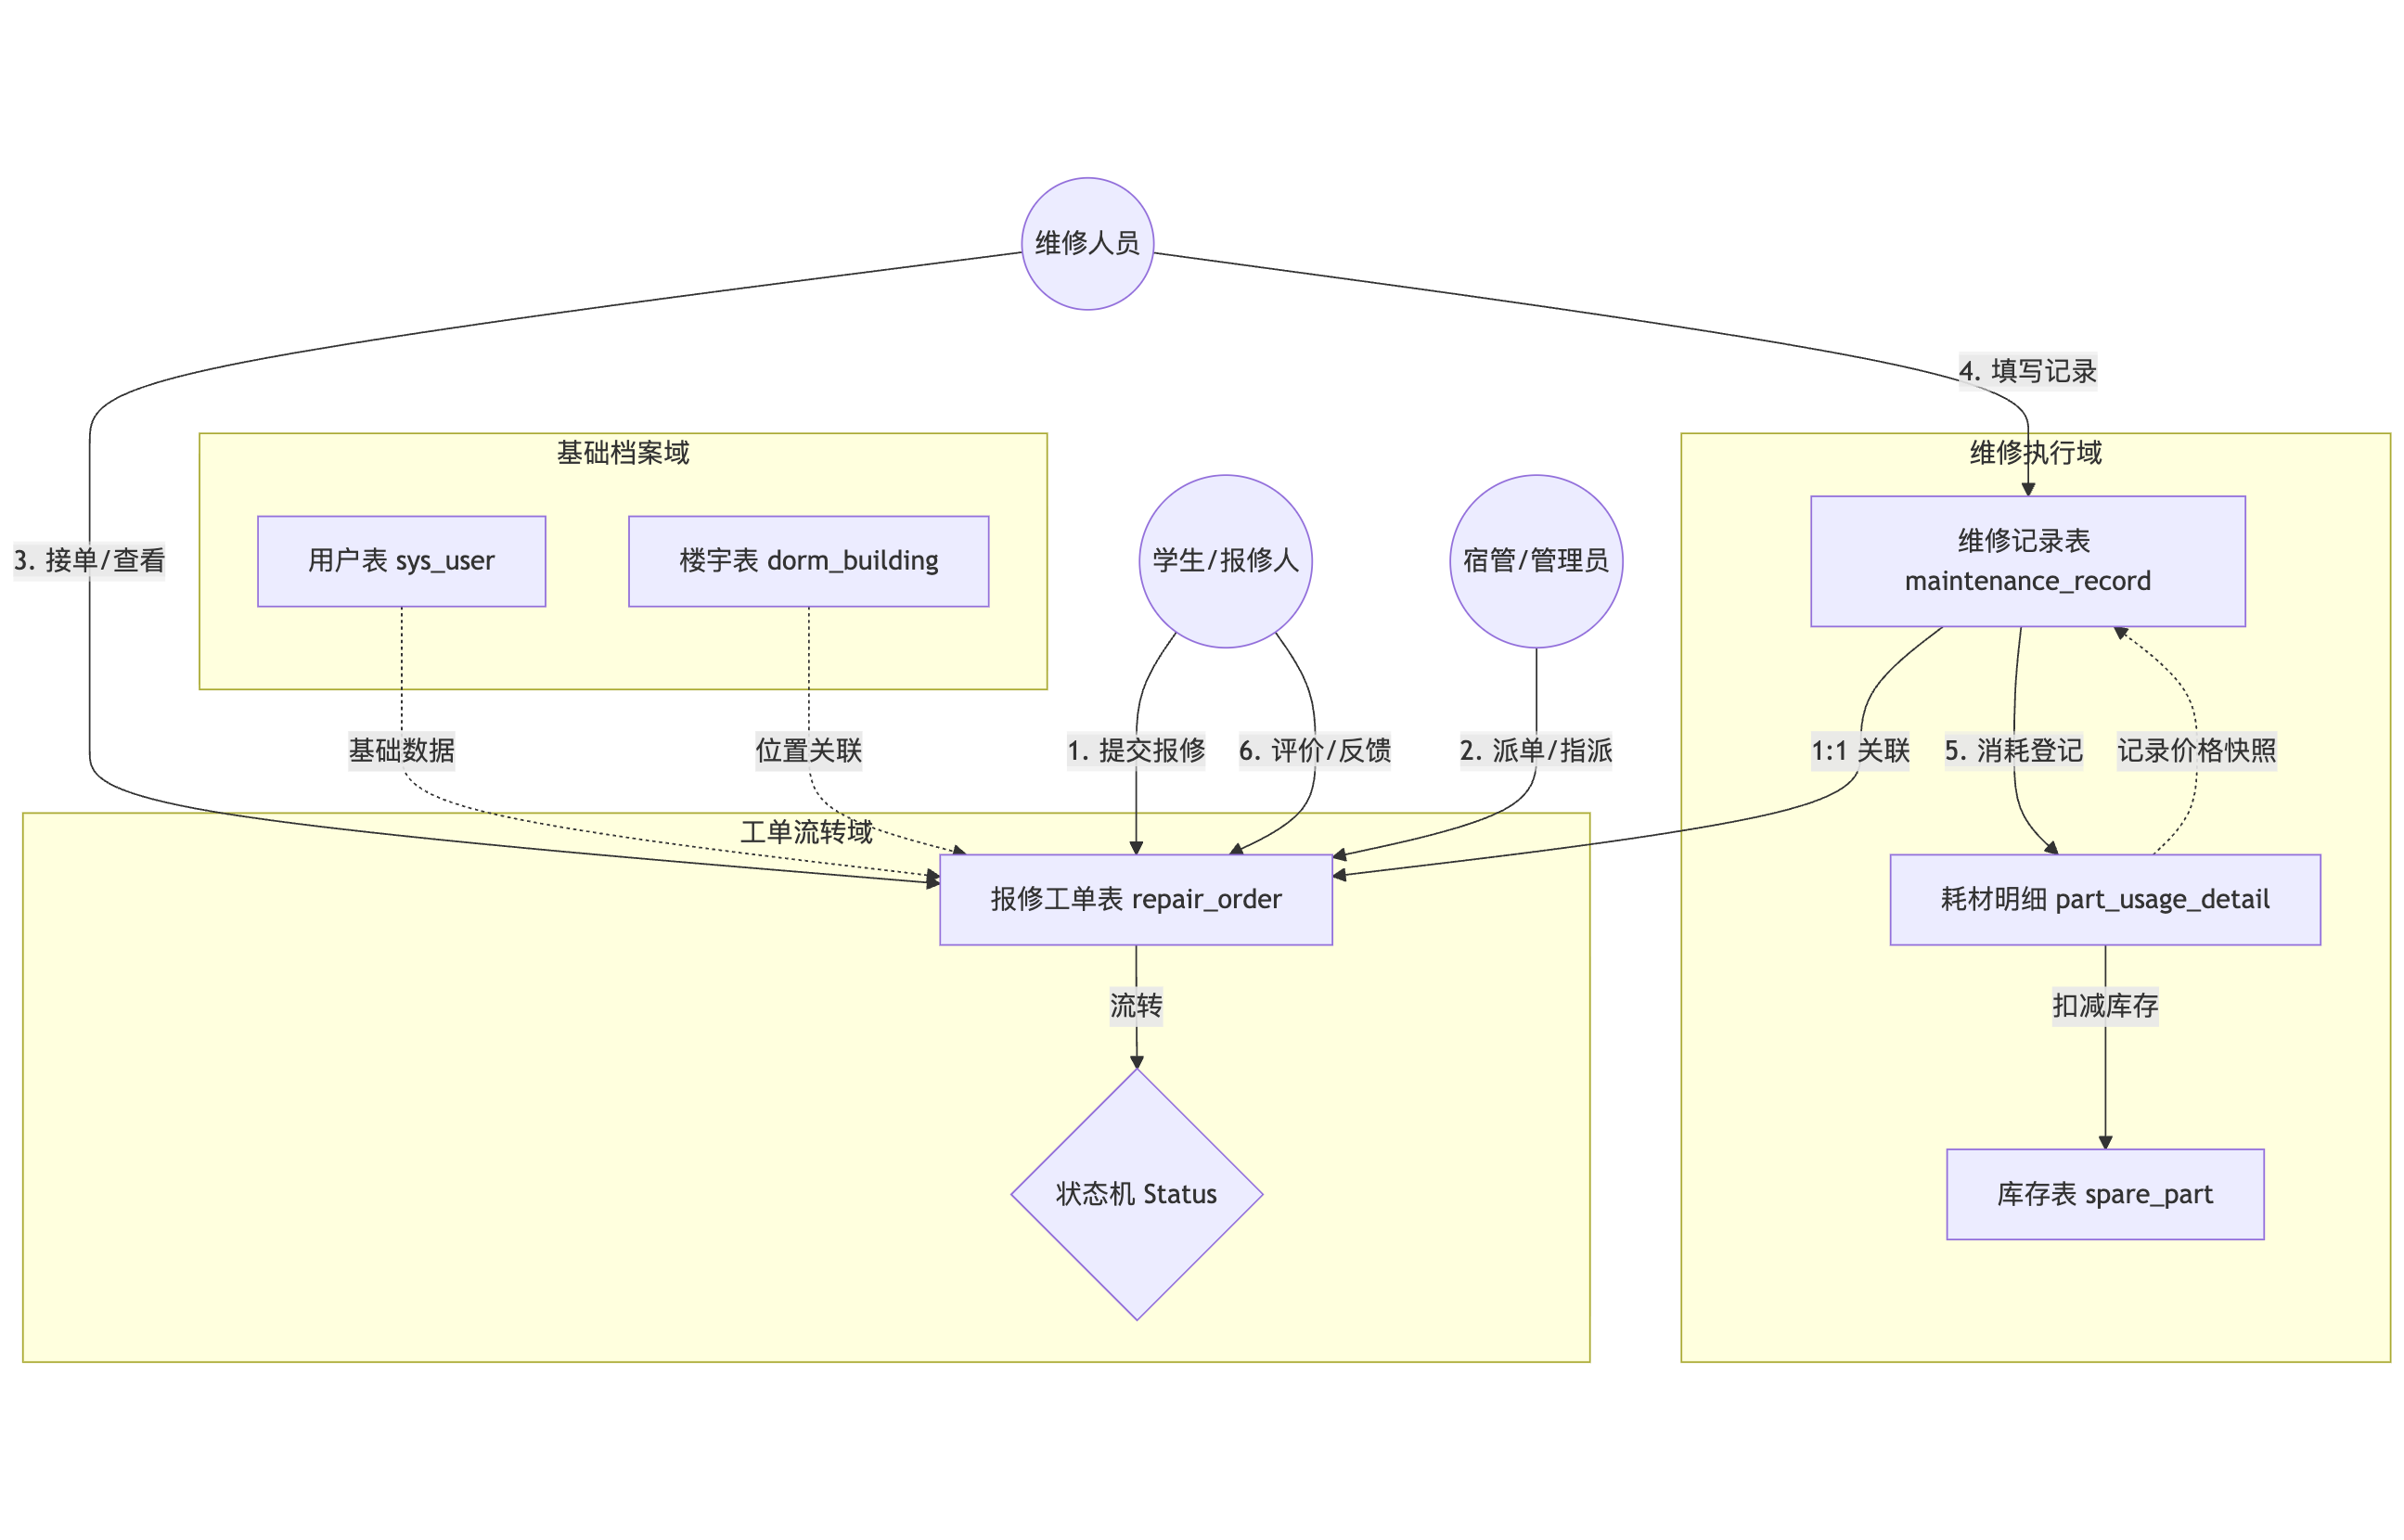 维修人员
4. 填写记录
基础档案域
维修执行域
3. 接单/查看
用户表 sys_user
楼宇表 dorm_building
学生/报修人
宿管/管理员
维修记录表
maintenance_record
基础数据
位置关联
1. 提交报修
6. 评价/反馈
2. 派单/指派
1:1 关联
5. 消耗登记
记录价格快照
工单流转域
报修工单表 repair_order
耗材明细 part_usage_detail
流转
扣减库存
状态机 Status
库存表 spare_part